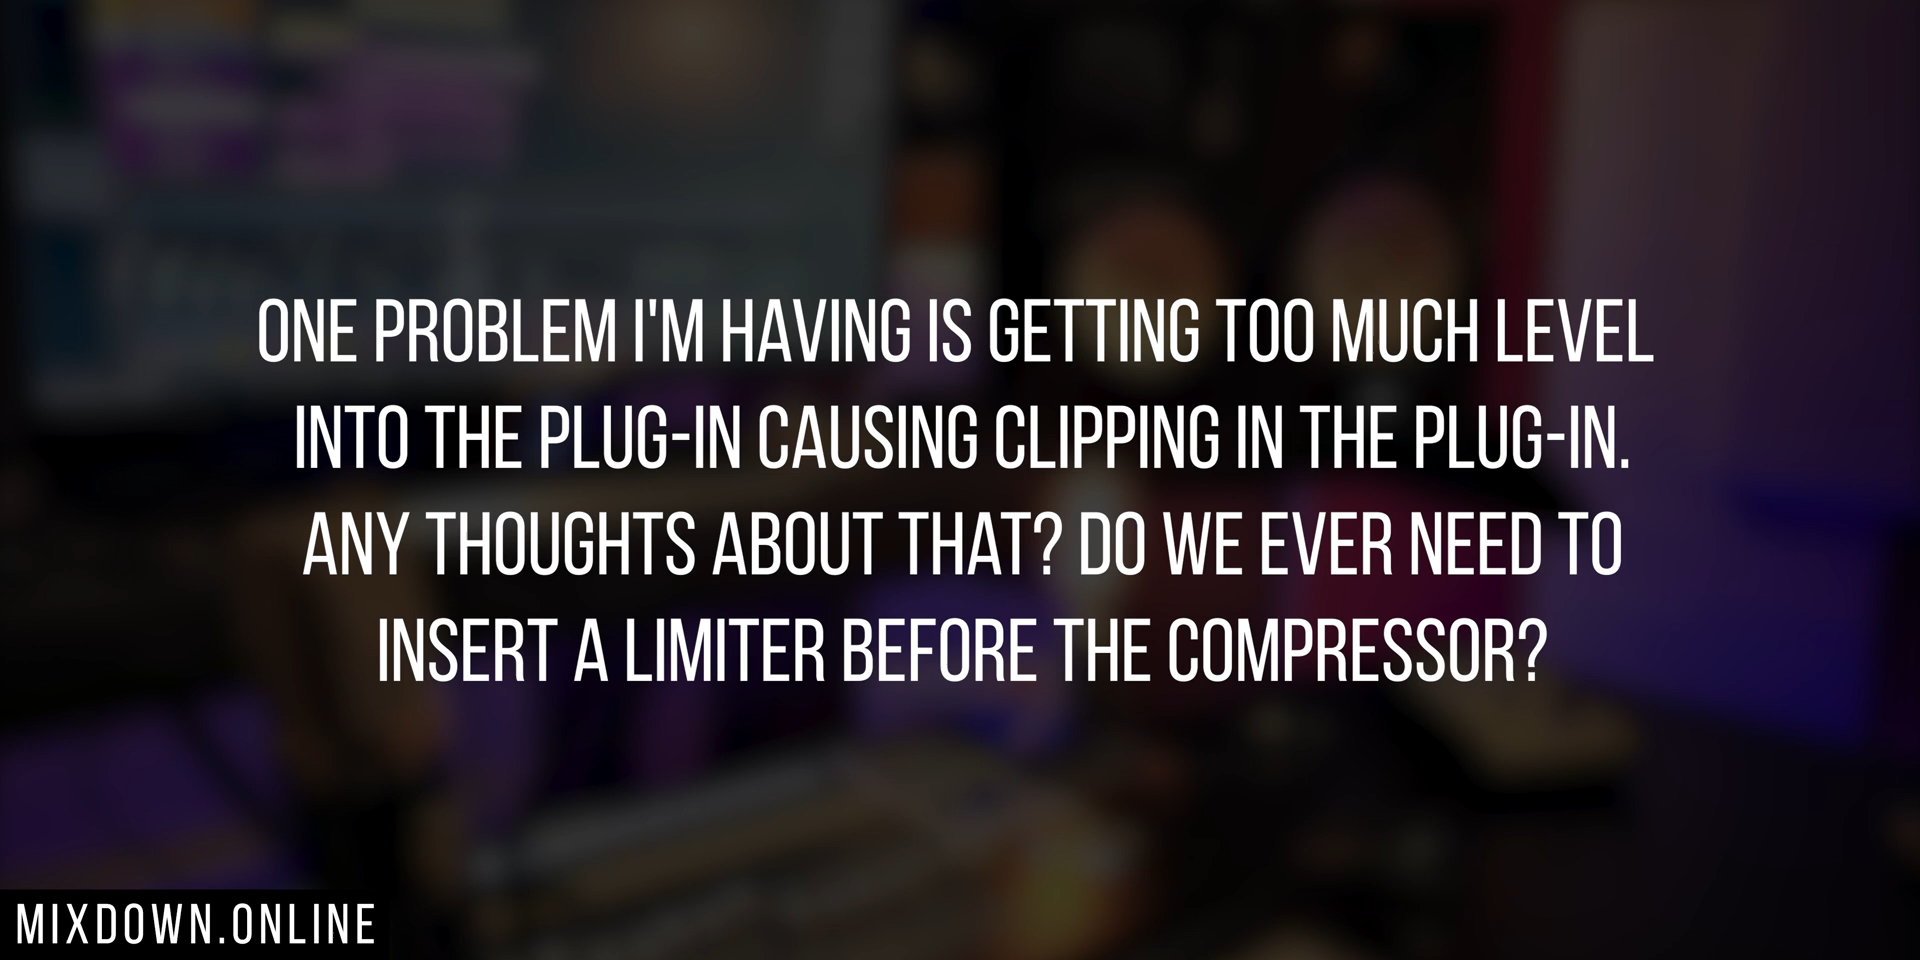 ONE PROBLEM I'M HAVING IS GETTING TOO MUCH LEVEL
INTO THE PLUG-IN CAUSING CLIPPING IN THE PLUG-IN.
ANY THOUGHTS ABOUT THAT? DO WE EVER NEED TO
INSERT A LIMITER BEFORE THE COMPRESSOR?
MIXDOWN.ONLINE